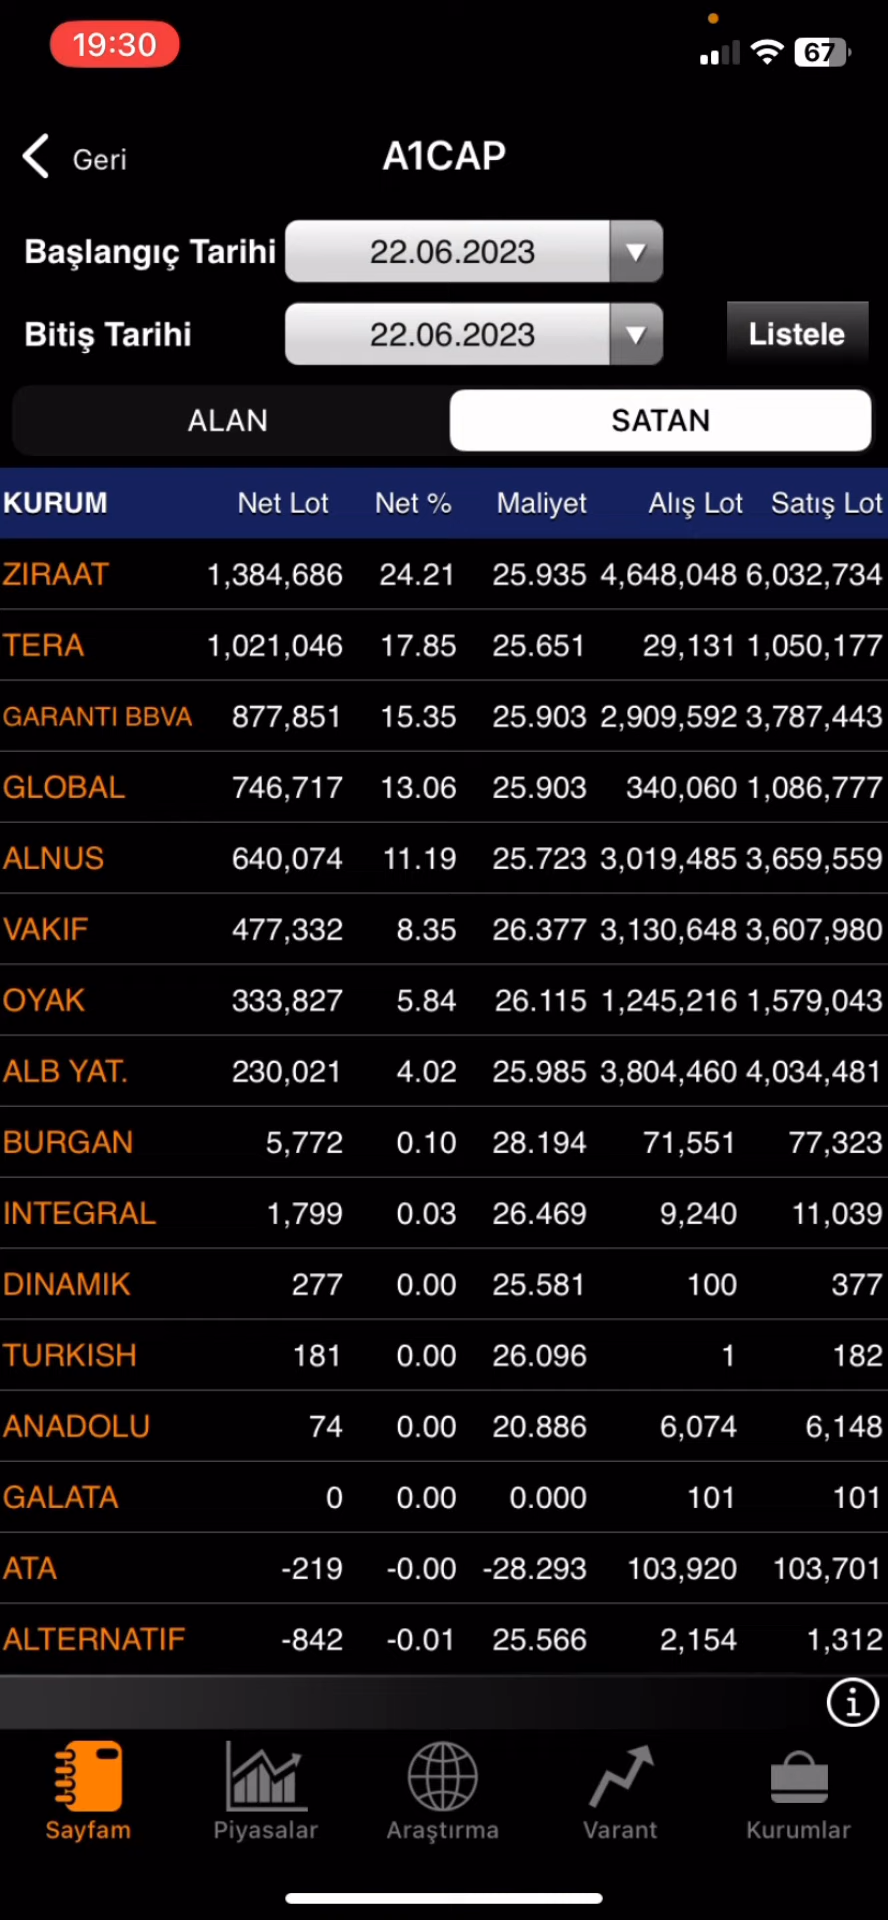 19:30
67
Geri
A1CAP
Başlangıç Tarihi 22.06.2023
Bitiş Tarihi 22.06.2023 Listele
ALAN SATAN
KURUM Net Lot Net % Maliyet Alış Lot Satış Lot
ZIRAAT 1,384,686 24.21 25.935 4,648,048 6,032,734
TERA 1,021,046 17.85 25.651 29,131 1,050,177
GARANTI BBVA 877,851 15.35 25.903 2,909,592 3,787,443
GLOBAL 746,717 13.06 25.903 340,060 1,086,777
ALNUS 640,074 11.19 25.723 3,019,485 3,659,559
VAKIF 477,332 8.35 26.377 3,130,648 3,607,980
OYAK 333,827 5.84 26.115 1,245,216 1,579,043
ALB YAT. 230,021 4.02 25.985 3,804,460 4,034,481
BURGAN 5,772 0.10 28.194 71,551 77,323
INTEGRAL 1,799 0.03 26.469 9,240 11,039
DINAMIK 277 0.00 25.581 100 377
TURKISH 181 0.00 26.096 1 182
ANADOLU 74 0.00 20.886 6,074 6,148
GALATA 0 0.00 0.000 101 101
ATA -219 -0.00 -28.293 103,920 103,701
ALTERNATIF -842 -0.01 25.566 2,154 1,312
Sayfam Piyasalar Araştırma Varant Kurumlar